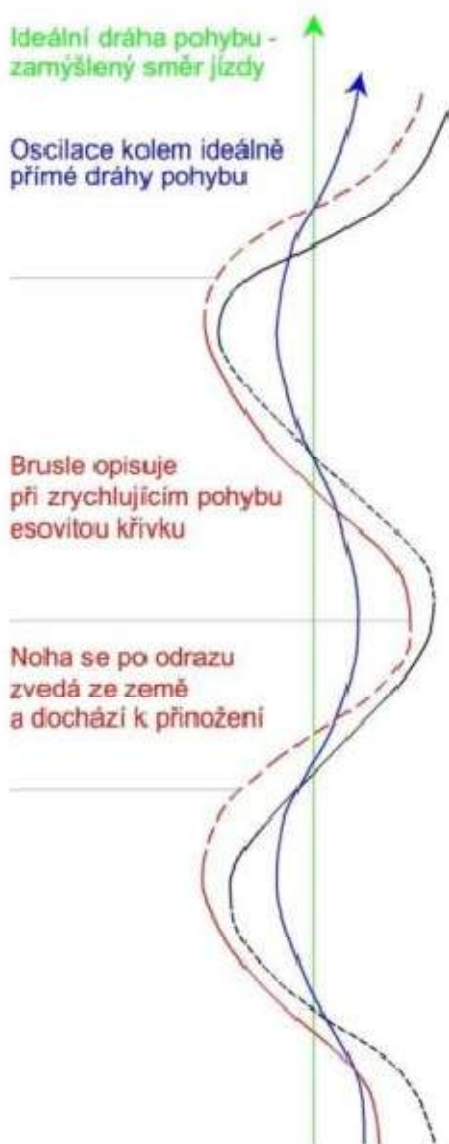 Ideální dráha pohybu -
zamýšlený směr jízdy
Oscilace kolem ideálně
přímé dráhy pohybu
Brusle opisuje
při zrychlujícím pohybu
esovitou křivku
Noha se po odrazu
zvedá ze země
a dochází k přinožení